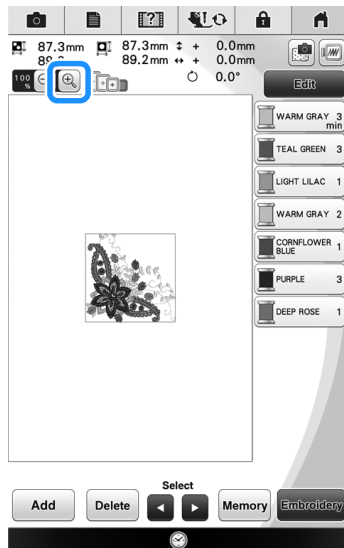 87.3mm 87.3mm + 0.0mm
89.2mm + 0.0mm
100 % 0.0°
Edit
WARM GRAY 3
min
TEAL GREEN 3
LIGHT LILAC 1
WARM GRAY 2
CORNFLOWER BLUE 1
PURPLE 3
DEEP ROSE 1
Select
Add Delete Memory Embroidery